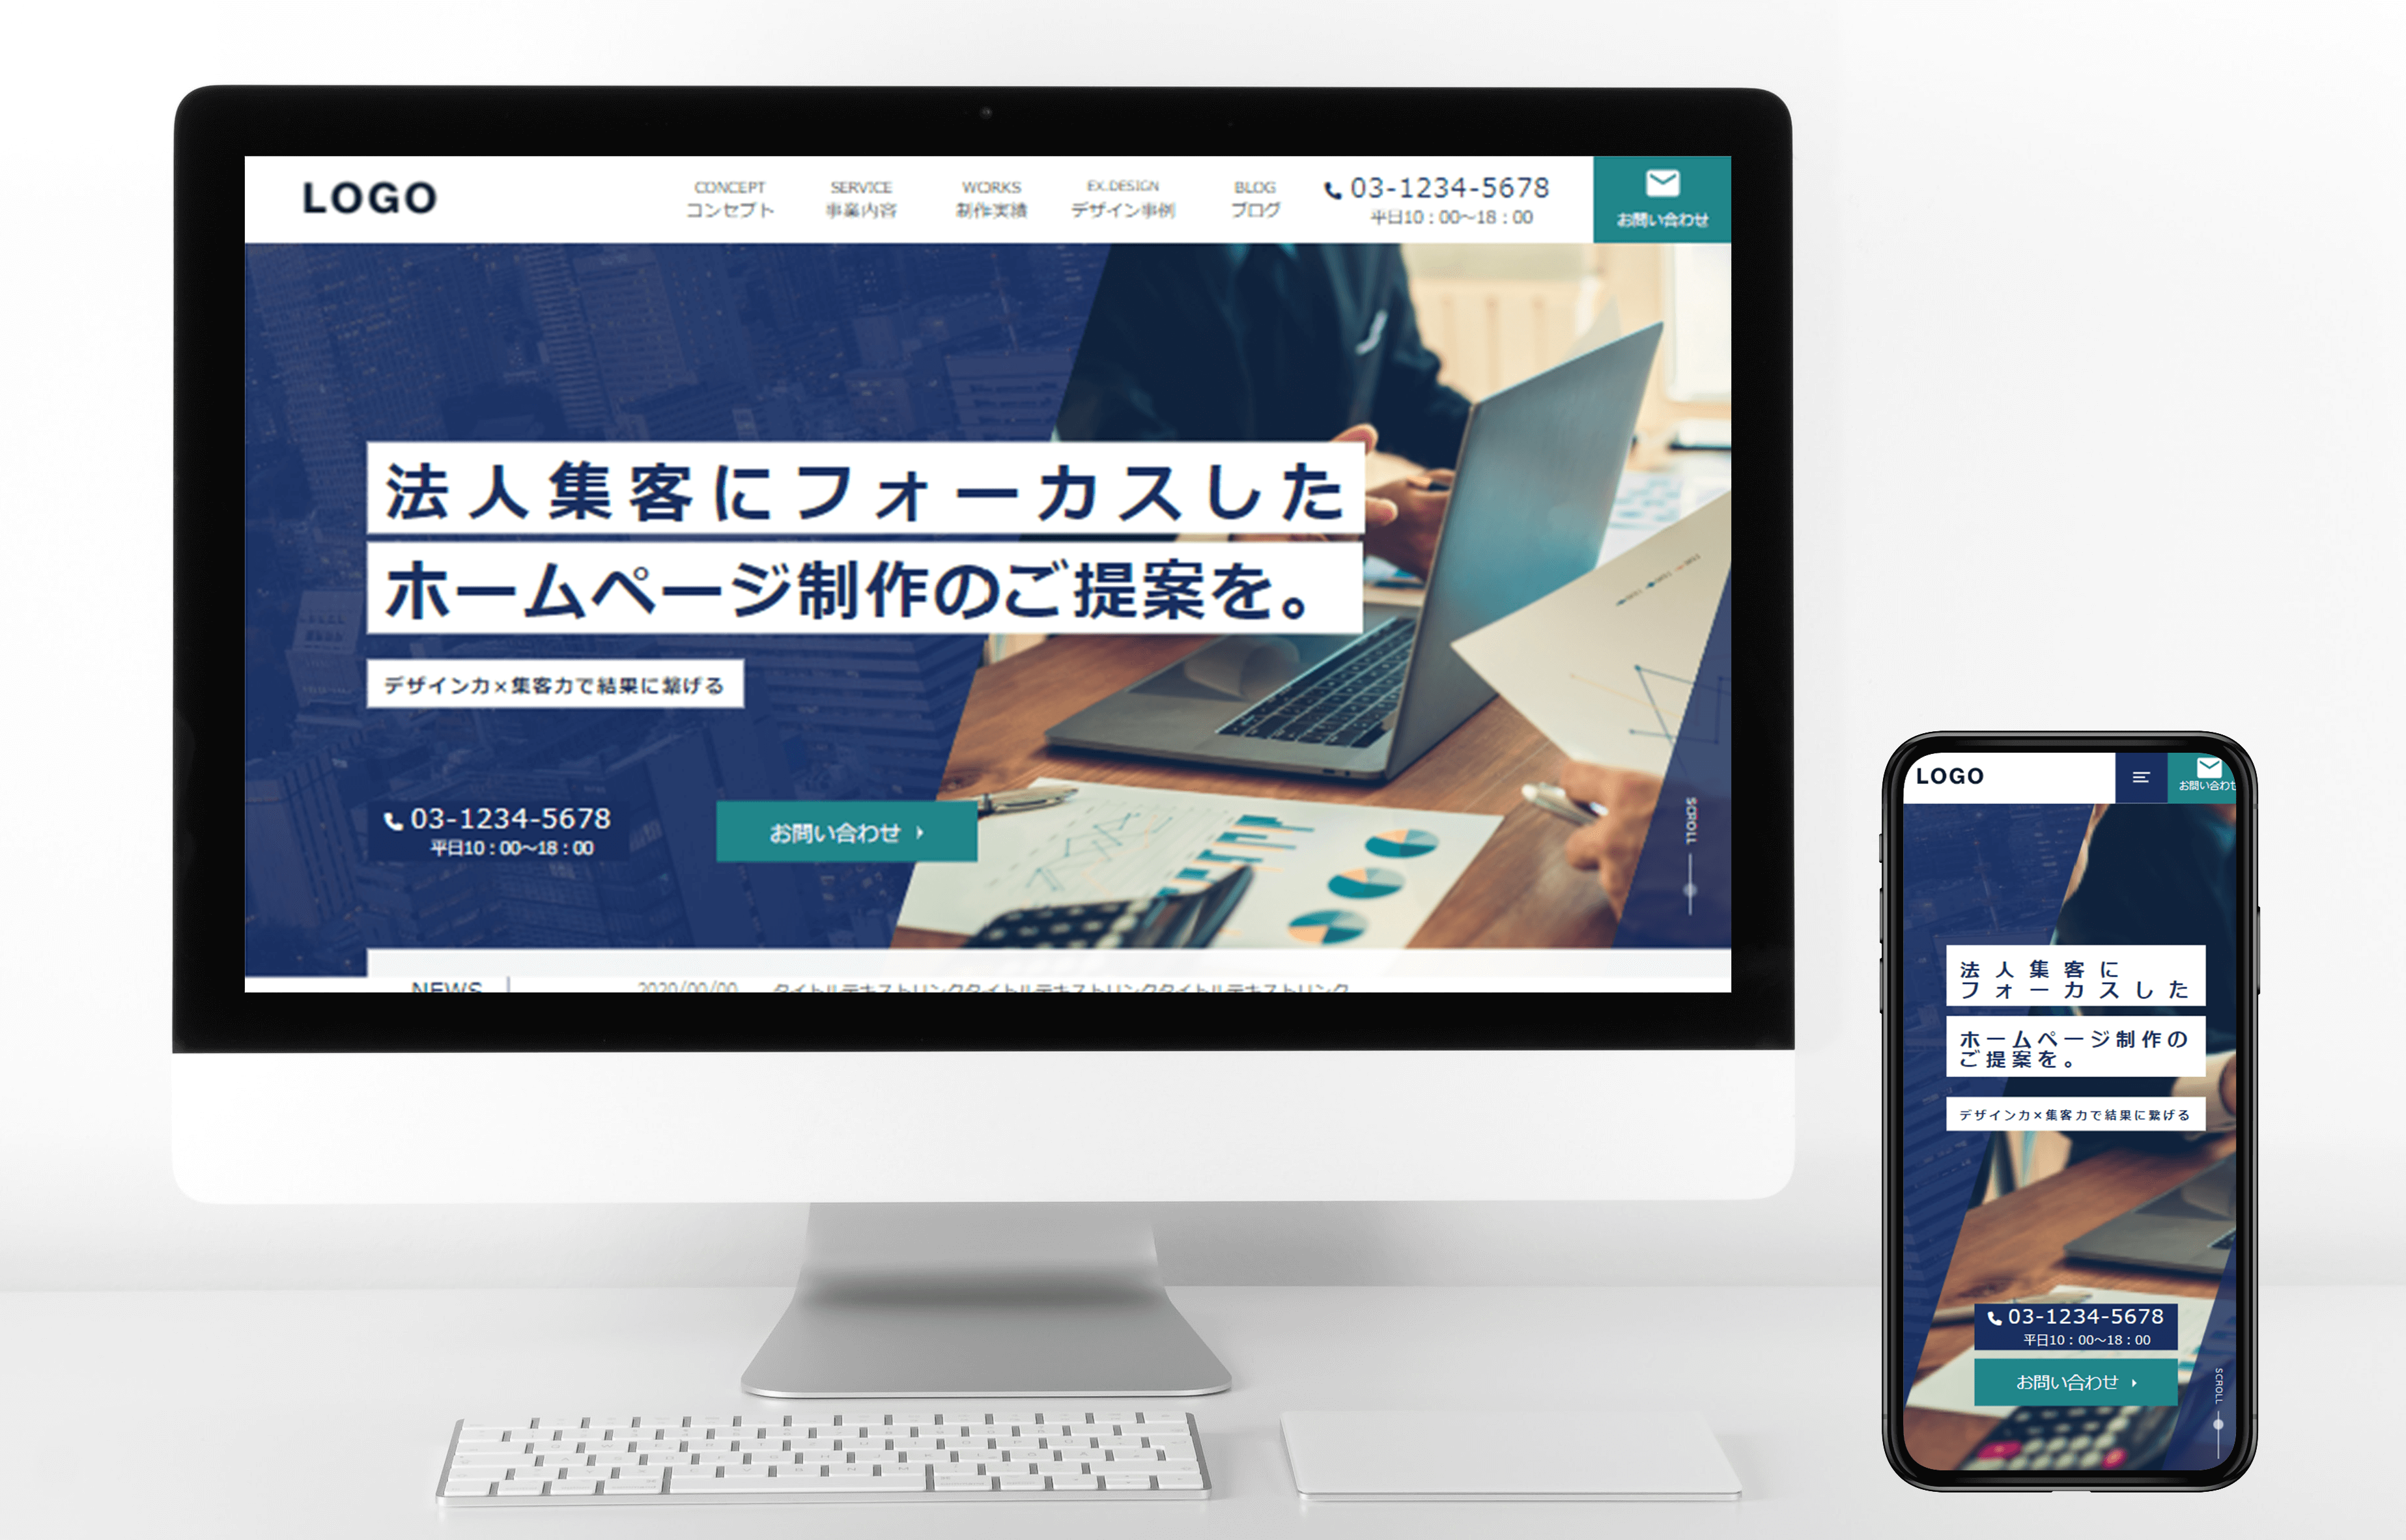 LOGO
CONCEPT
コンセプト
SERVICE
事業内容
WORKS
制作実績
EX.DESIGN
デザイン事例
BLOG
ブログ
03-1234-5678
平日10：00〜18：00
お問い合わせ
法人集客にフォーカスした
ホームページ制作のご提案を。
デザイン力×集客力で結果に繋げる
03-1234-5678
平日10：00〜18：00
お問い合わせ
SCROLL
NEWS
2020/00/00
タイトルテキストリンクタイトルテキストリンクタイトルテキストリンク
LOGO
お問い合わせ
法人集客に
フォーカスした
ホームページ制作の
ご提案を。
デザイン力×集客力で結果に繋げる
03-1234-5678
平日10：00〜18：00
お問い合わせ
SCROLL